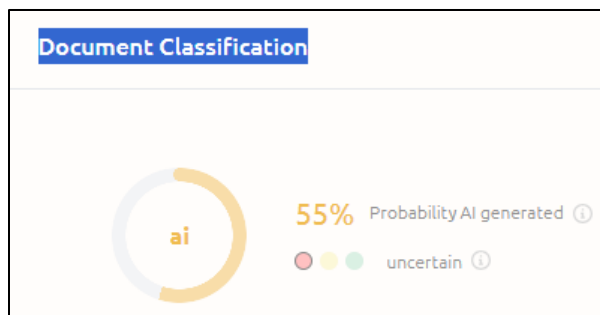 Document Classification
ai
55% Probability AI generated
uncertain